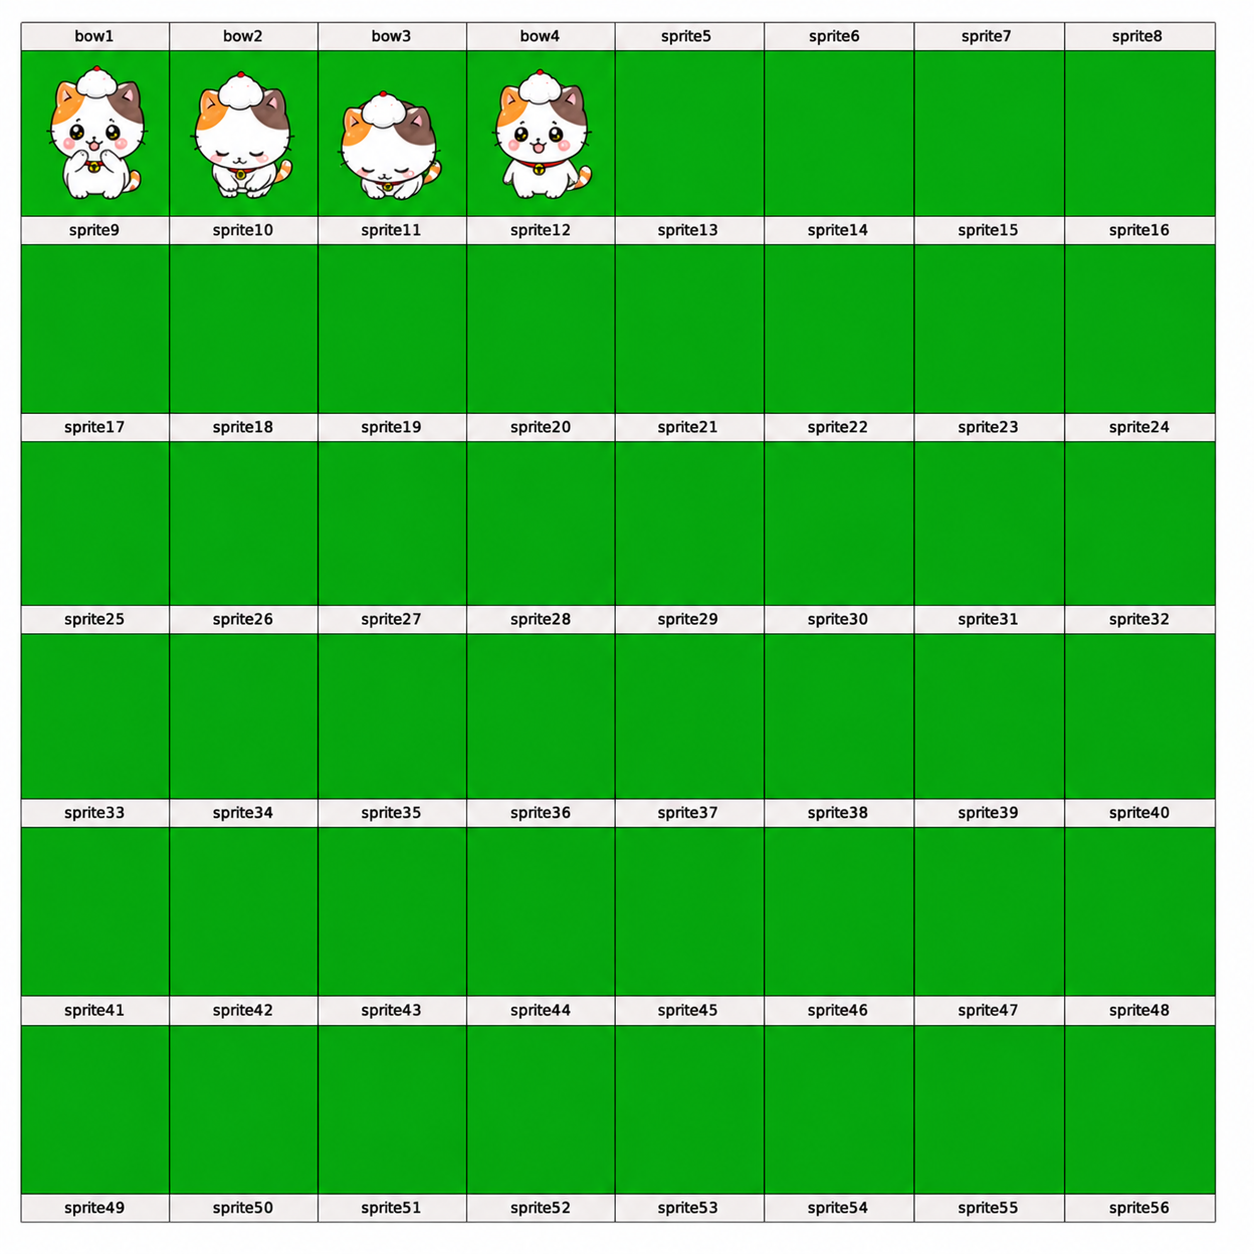 bow1 bow2 bow3 bow4 sprite5 sprite6 sprite7 sprite8
sprite9 sprite10 sprite11 sprite12 sprite13 sprite14 sprite15 sprite16
sprite17 sprite18 sprite19 sprite20 sprite21 sprite22 sprite23 sprite24
sprite25 sprite26 sprite27 sprite28 sprite29 sprite30 sprite31 sprite32
sprite33 sprite34 sprite35 sprite36 sprite37 sprite38 sprite39 sprite40
sprite41 sprite42 sprite43 sprite44 sprite45 sprite46 sprite47 sprite48
sprite49 sprite50 sprite51 sprite52 sprite53 sprite54 sprite55 sprite56